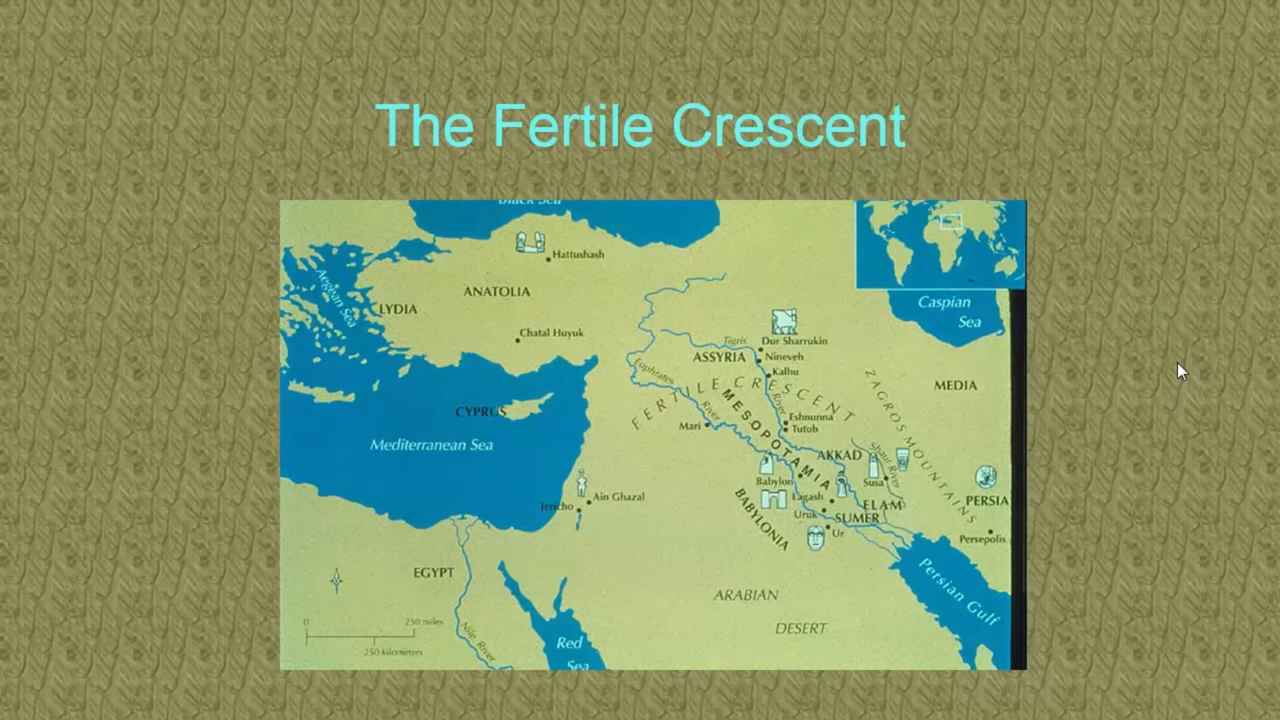 The Fertile Crescent
Black Sea
Hattushash
Aegean Sea
ANATOLIA
LYDIA
Caspian
Sea
Chatal Huyuk
Tigris
Dur Sharrukin
ASSYRIA
Nineveh
Euphrates
Kalhu
FERTILE CRESCENT
ZAGROS MOUNTAINS
MEDIA
River
River
MESOPOTAMIA
CYPRUS
Eshnunna
Mari
Tutub
Mediterranean Sea
AKKAD
Shaur River
Babylon
Susa
Ain Ghazal
Jericho
BABYLONIA
Lagash
ELAM
PERSIA
Uruk
SUMER
Ur
Persepolis
EGYPT
Persian Gulf
ARABIAN
DESERT
0
250 miles
250 kilometers
Nile River
Red
Sea